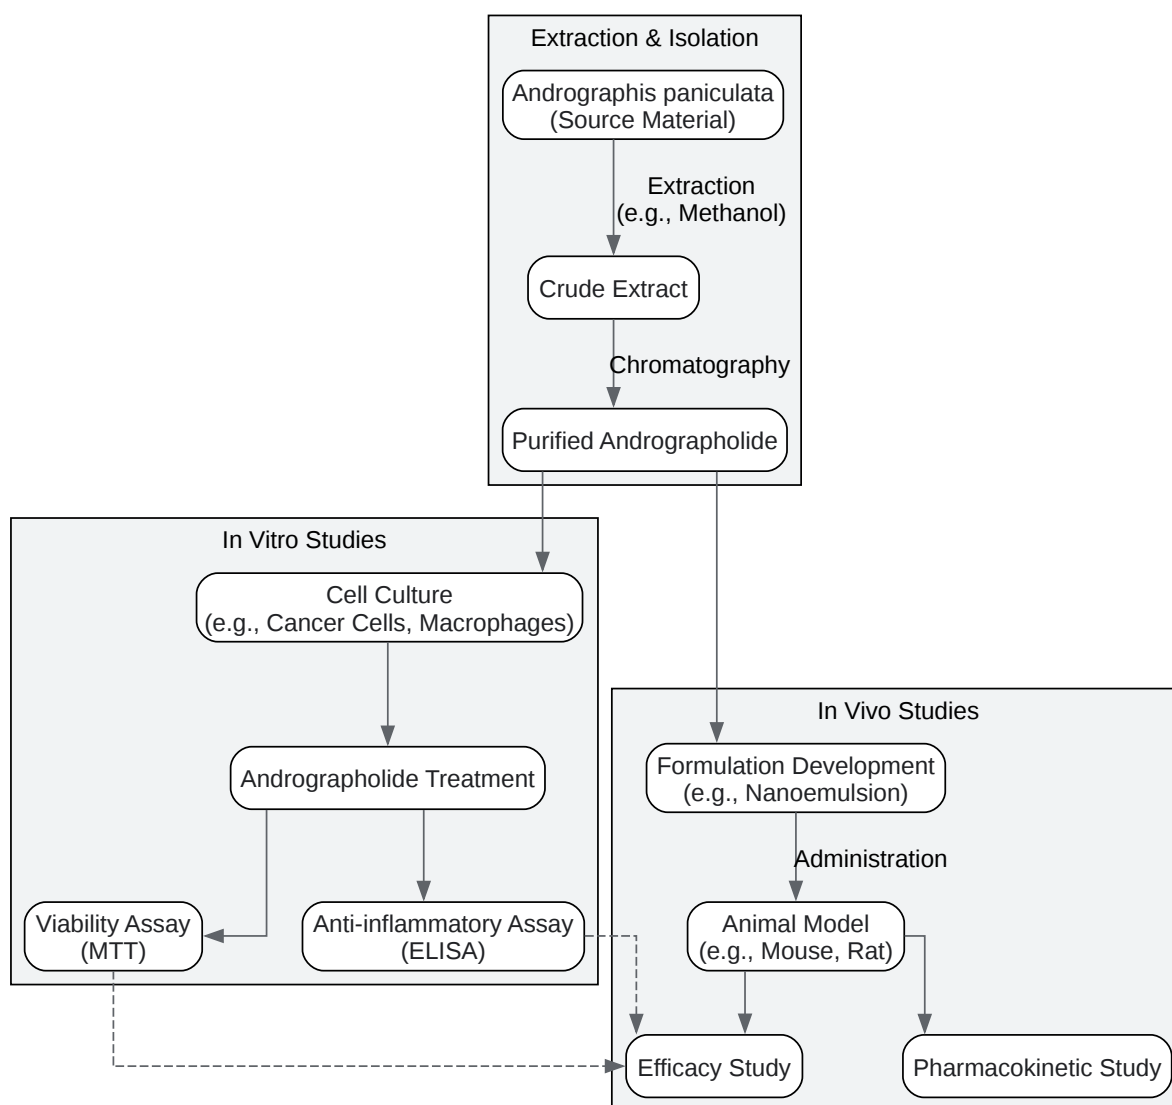 Extraction & Isolation
Andrographis paniculata
(Source Material)
Extraction
(e.g., Methanol)
Crude Extract
Chromatography
Purified Andrographolide
In Vitro Studies
Cell Culture
(e.g., Cancer Cells, Macrophages)
Andrographolide Treatment
Viability Assay
(MTT)
Anti-inflammatory Assay
(ELISA)
In Vivo Studies
Formulation Development
(e.g., Nanoemulsion)
Administration
Animal Model
(e.g., Mouse, Rat)
Efficacy Study
Pharmacokinetic Study